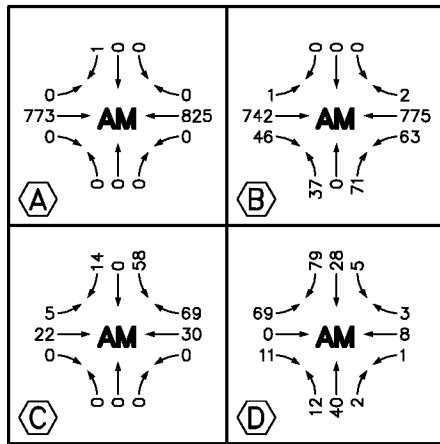 1 0 0
0 0
773 AM 825
0 0
0 0 0
A
0 0 0
1 2
742 AM 775
46 63
37 0 71
B
14 0 58
5 69
22 AM 30
0 0
0 0 0
C
79 28 5
69 3
0 AM 8
11 1
12 40 2
D